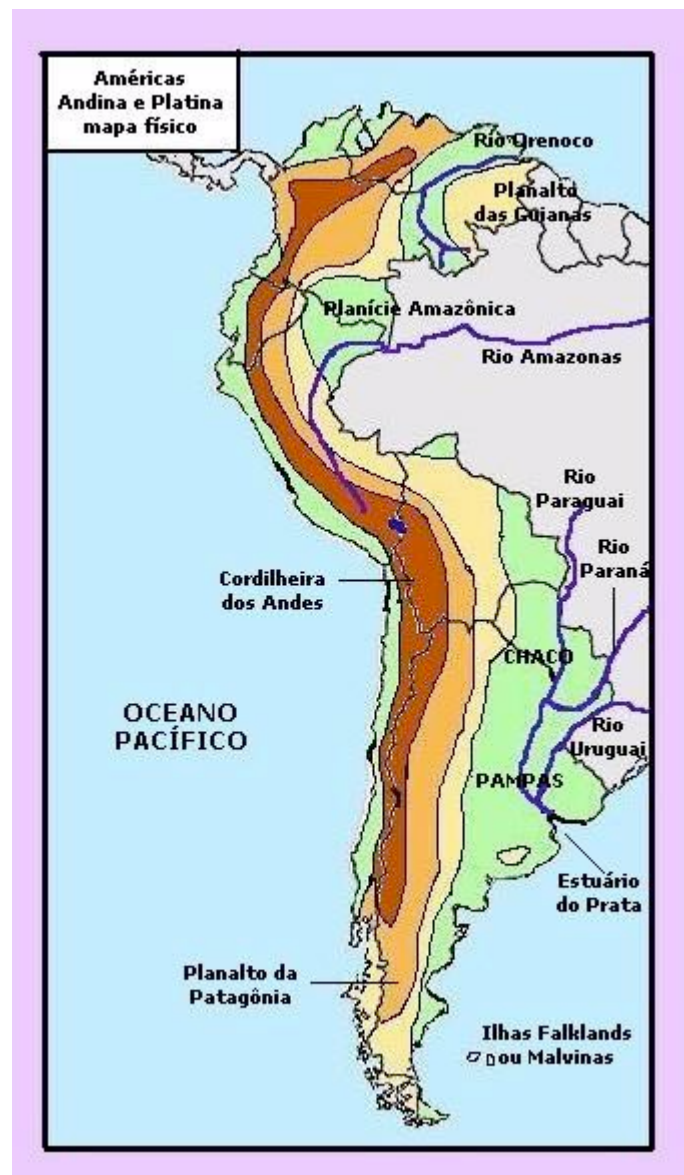 Américas
Andina e Platina
mapa físico
Rio Orenoco
Planalto
das Guianas
Planície Amazônica
Rio Amazonas
Rio
Paraguai
Rio
Paraná
Cordilheira
dos Andes
CHACO
OCEANO
PACÍFICO
Rio
Uruguai
PAMPAS
Estuário
do Prata
Planalto da
Patagônia
Ilhas Falklands
ou Malvinas